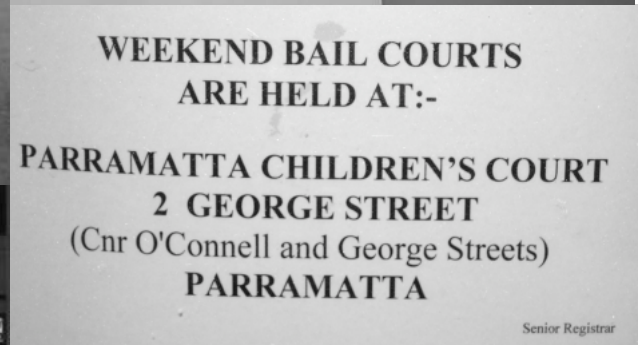 WEEKEND BAIL COURTS
ARE HELD AT:-
PARRAMATTA CHILDREN'S COURT
2 GEORGE STREET
(Cnr O'Connell and George Streets)
PARRAMATTA
Senior Registrar